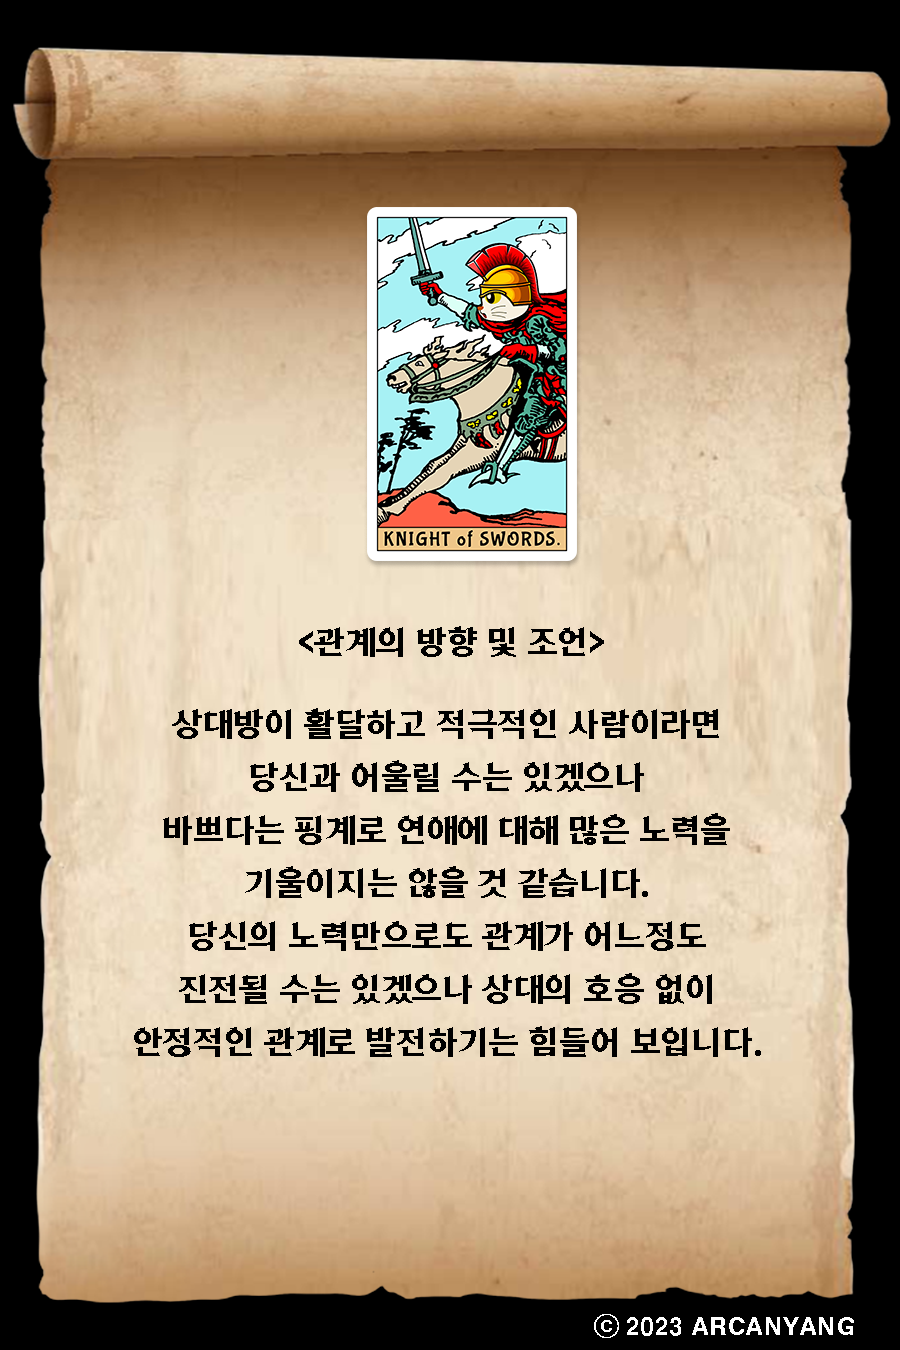 KNIGHT of SWORDS.
<관계의 방향 및 조언>
상대방이 활달하고 적극적인 사람이라면
당신과 어울릴 수는 있겠으나
바쁘다는 핑계로 연애에 대해 많은 노력을
기울이지는 않을 것 같습니다.
당신의 노력만으로도 관계가 어느정도
진전될 수는 있겠으나 상대의 호응 없이
안정적인 관계로 발전하기는 힘들어 보입니다.
ⓒ 2023 ARCANYANG